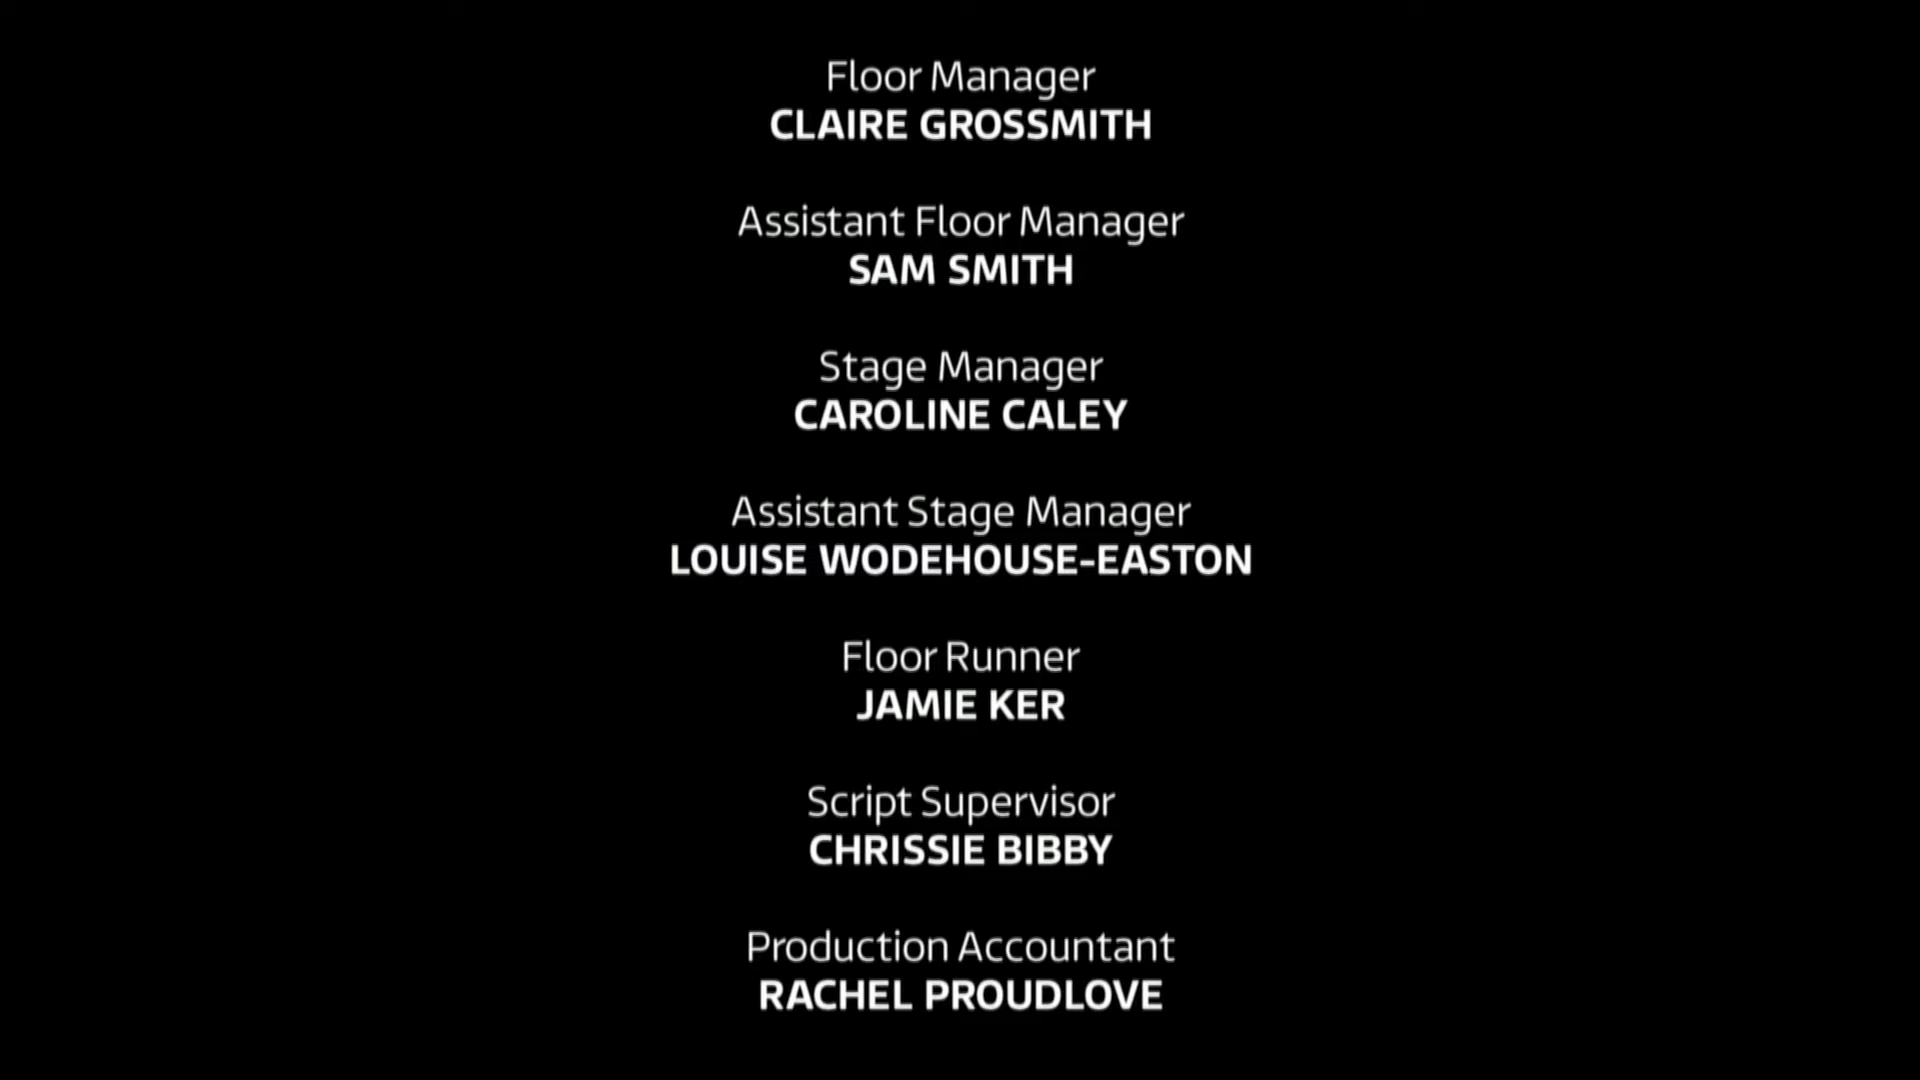 Floor Manager
CLAIRE GROSSMITH
Assistant Floor Manager
SAM SMITH
Stage Manager
CAROLINE CALEY
Assistant Stage Manager
LOUISE WODEHOUSE-EASTON
Floor Runner
JAMIE KER
Script Supervisor
CHRISSIE BIBBY
Production Accountant
RACHEL PROUDLOVE